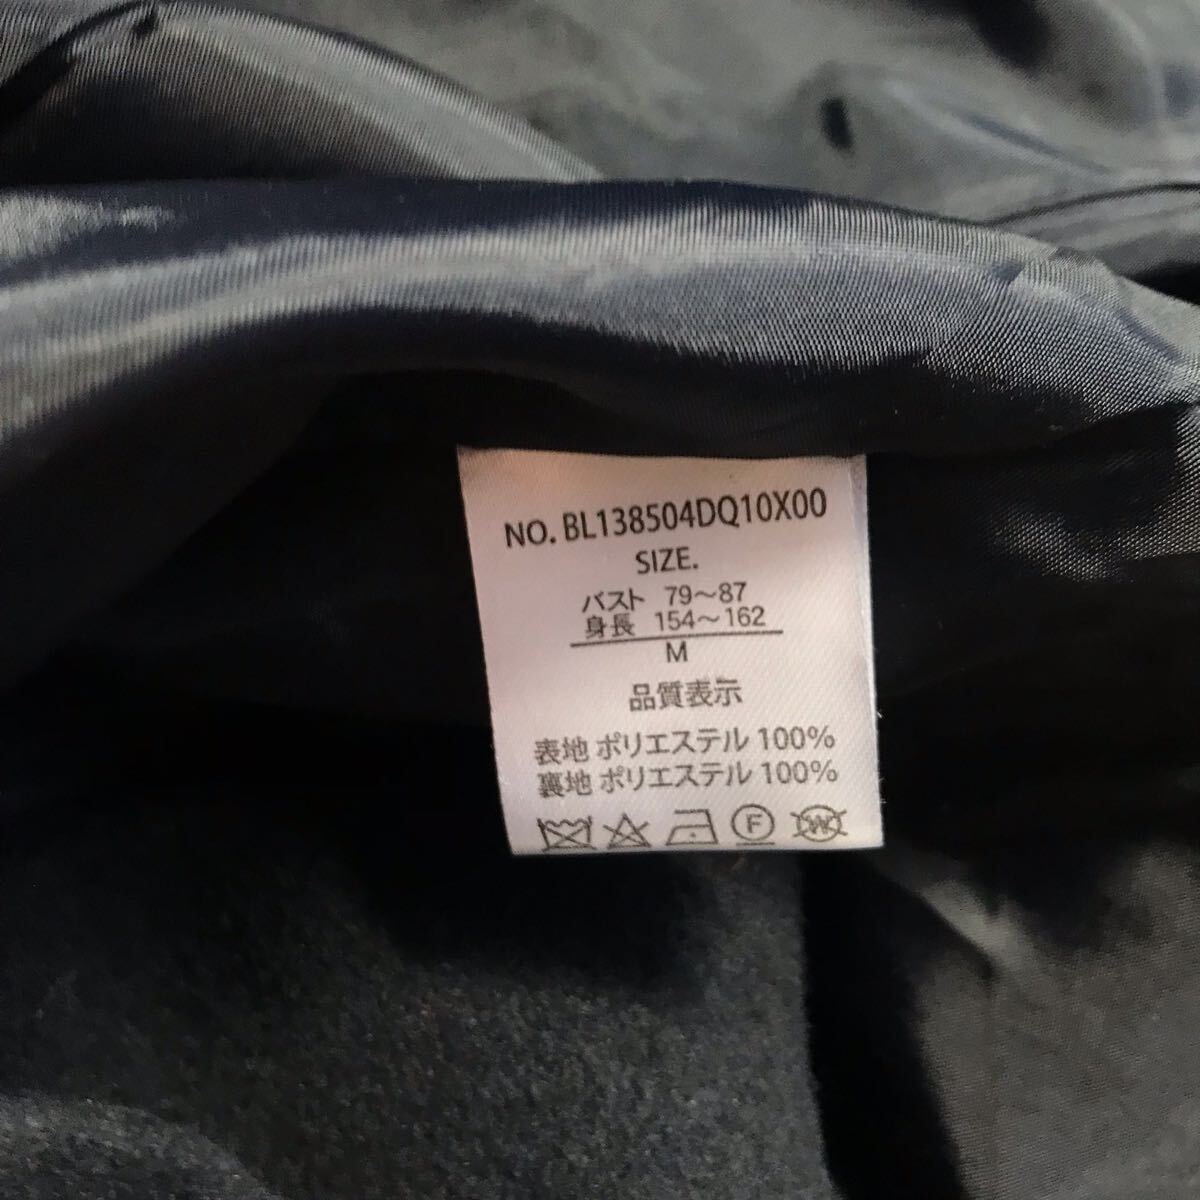 NO. BL138504DQ10X00
SIZE.
バスト 79～87
身長 154～162
M
品質表示
表地 ポリエステル 100%
裏地 ポリエステル 100%
F W